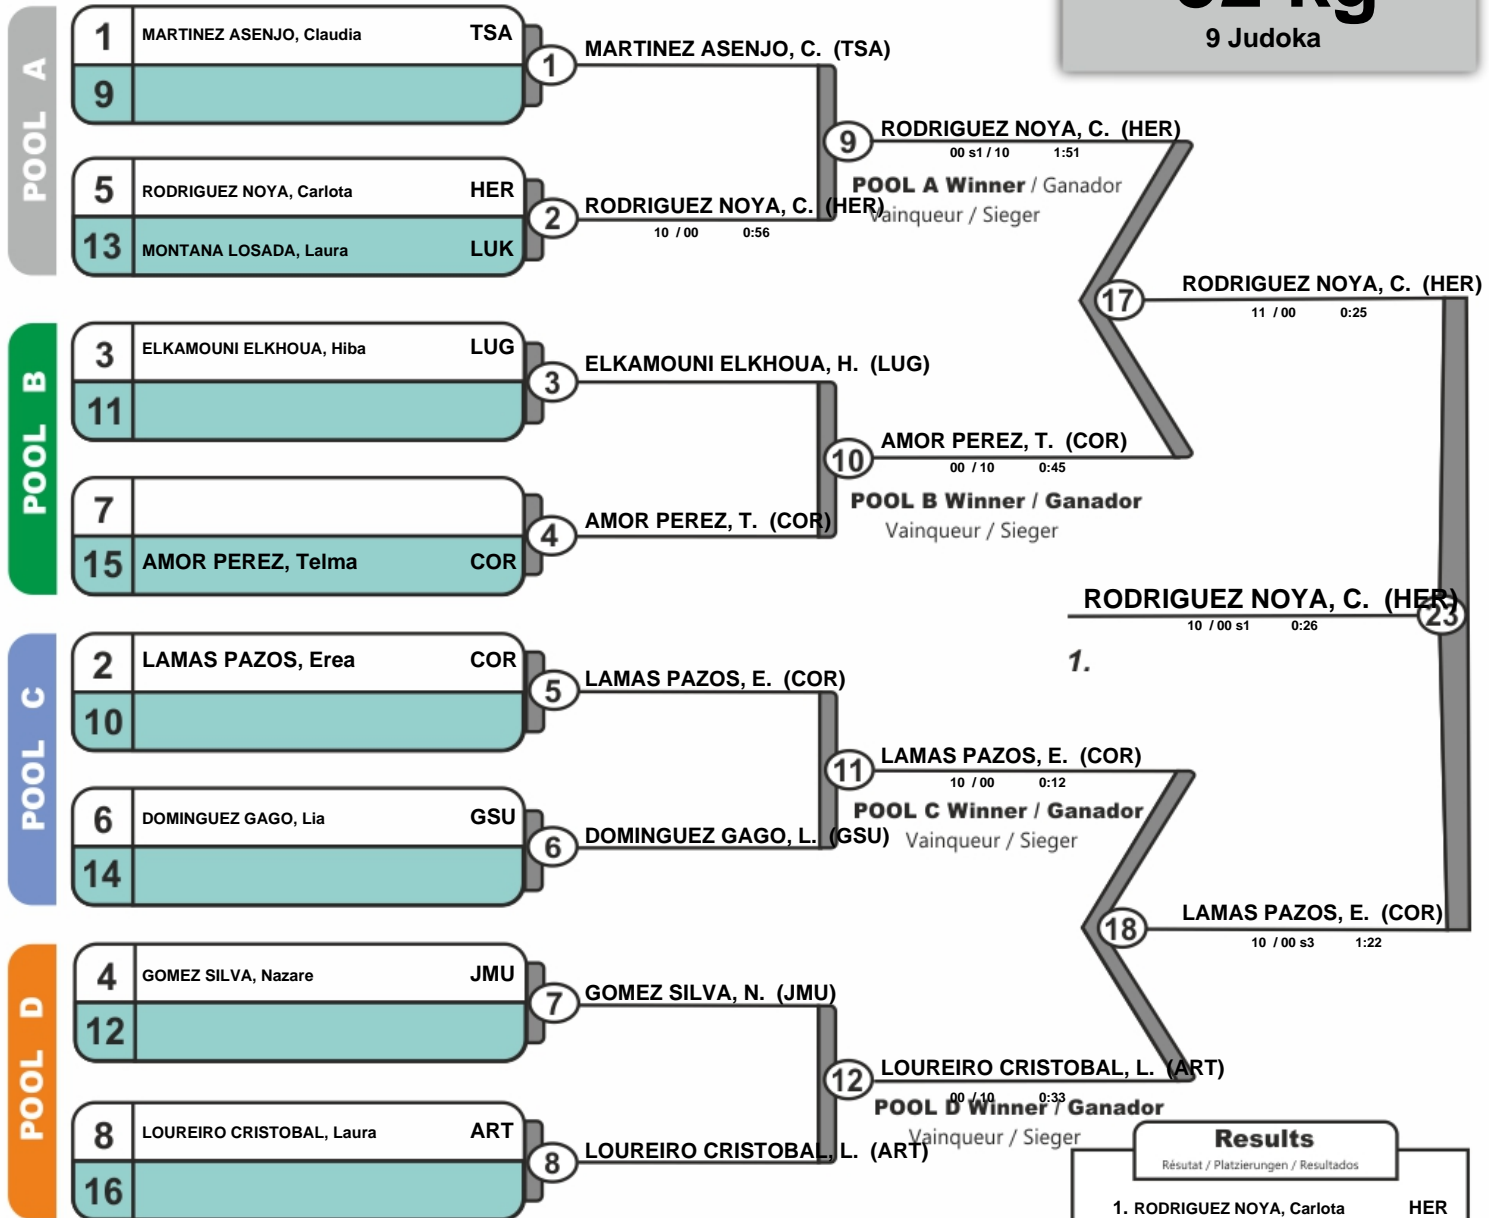 kg
9 Judoka
POOL A
1 MARTINEZ ASENJO, Claudia TSA
9
1
MARTINEZ ASENJO, C. (TSA)
5 RODRIGUEZ NOYA, Carlota HER
13 MONTANA LOSADA, Laura LUK
2
RODRIGUEZ NOYA, C. (HER)
10 / 00 0:56
9
RODRIGUEZ NOYA, C. (HER)
00 s1 / 10 1:51
POOL A Winner / Ganador
Vainqueur / Sieger
POOL B
3 ELKAMOUNI ELKHOUA, Hiba LUG
11
3
ELKAMOUNI ELKHOUA, H. (LUG)
7
15 AMOR PEREZ, Telma COR
4
AMOR PEREZ, T. (COR)
10
AMOR PEREZ, T. (COR)
00 / 10 0:45
POOL B Winner / Ganador
Vainqueur / Sieger
17
RODRIGUEZ NOYA, C. (HER)
11 / 00 0:25
RODRIGUEZ NOYA, C. (HER)
23
10 / 00 s1 0:26
1.
POOL C
2 LAMAS PAZOS, Erea COR
10
5
LAMAS PAZOS, E. (COR)
6 DOMINGUEZ GAGO, Lia GSU
14
6
DOMINGUEZ GAGO, L. (GSU)
11
LAMAS PAZOS, E. (COR)
10 / 00 0:12
POOL C Winner / Ganador
Vainqueur / Sieger
POOL D
4 GOMEZ SILVA, Nazare JMU
12
7
GOMEZ SILVA, N. (JMU)
8 LOUREIRO CRISTOBAL, Laura ART
16
8
LOUREIRO CRISTOBAL, L. (ART)
12
LOUREIRO CRISTOBAL, L. (ART)
00 / 10 0:33
POOL D Winner / Ganador
Vainqueur / Sieger
18
LAMAS PAZOS, E. (COR)
10 / 00 s3 1:22
Results
Résutat / Platzierungen / Resultados
1. RODRIGUEZ NOYA, Carlota HER